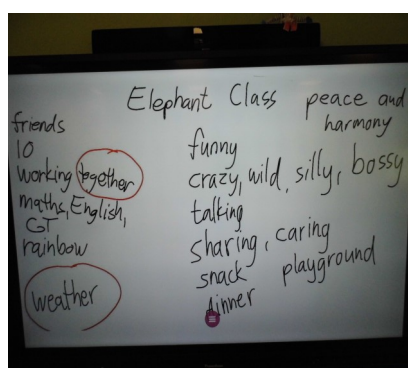 Elephant Class
peace and
harmony
friends
10
working together
maths, English,
GT
rainbow
weather
funny
crazy, wild, silly, bossy
talking
sharing, caring
snack playground
dinner